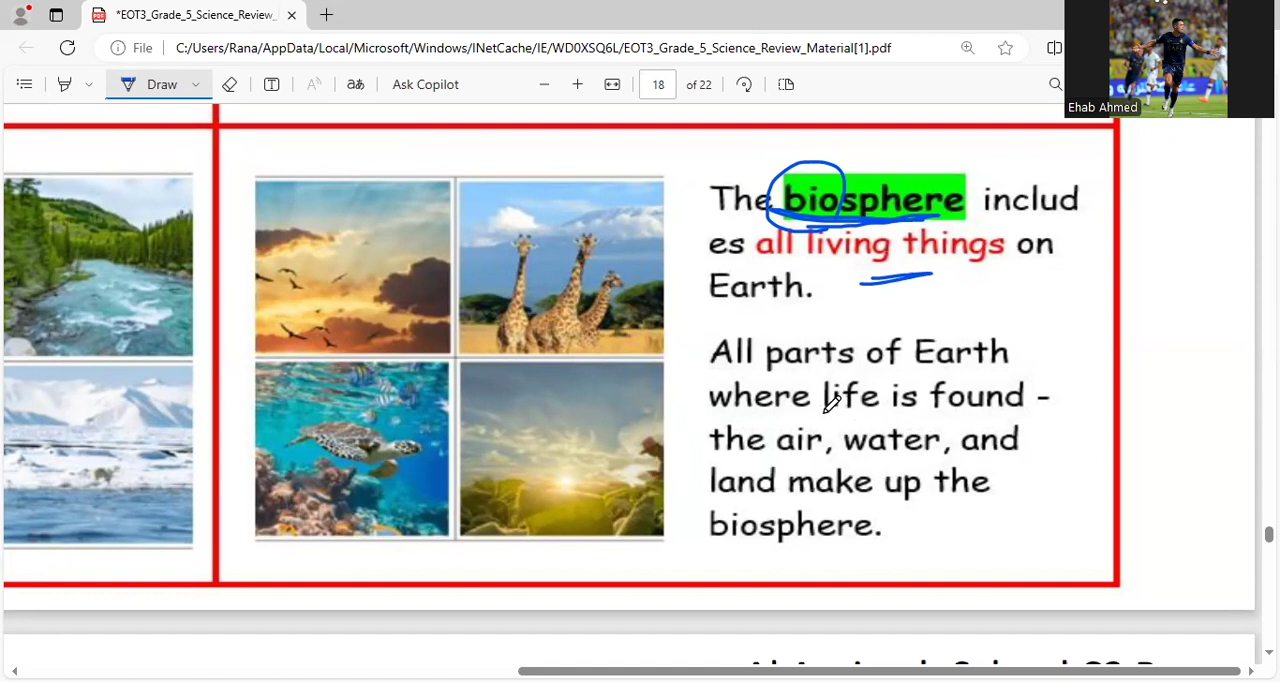 *EOT3_Grade_5_Science_Review_
File
C:/Users/Rana/AppData/Local/Microsoft/Windows/INetCache/IE/WD0XSQ6L/EOT3_Grade_5_Science_Review_Material[1].pdf
Draw
Ask Copilot
18
of 22
Ehab Ahmed
The biosphere includ
es all living things on
Earth.
All parts of Earth
where life is found -
the air, water, and
land make up the
biosphere.